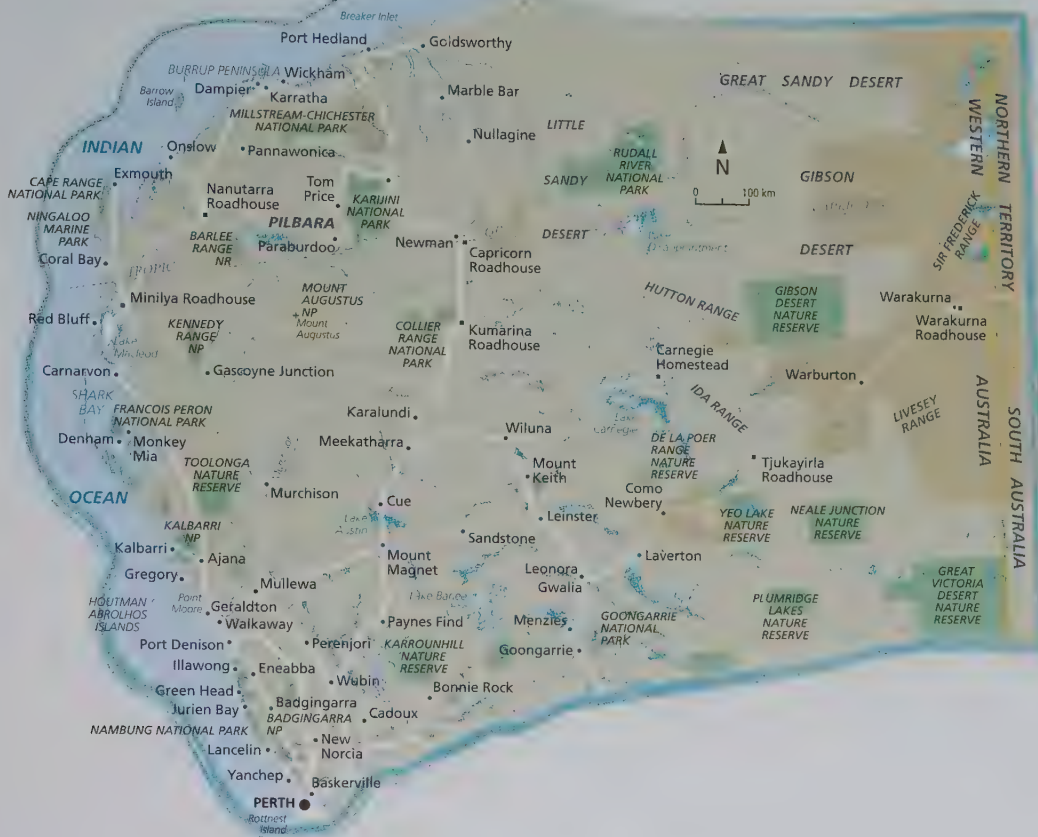 Breaker Inlet
Port Hedland
Goldsworthy
BURRUP PENINSULA
Wickham
Barrow
Island
Dampier
Karratha
Marble Bar
GREAT SANDY DESERT
MILLSTREAM-CHICHESTER
NATIONAL PARK
NORTHERN TERRITORY
WESTERN
LITTLE
Nullagine
INDIAN
Onslow
Pannawonica
RUDALL
RIVER
NATIONAL
PARK
N
CAPE RANGE
NATIONAL PARK
Exmouth
Tom
Price
SANDY
GIBSON
Nanutarra
Roadhouse
KARIJINI
NATIONAL
PARK
0 100 km
NINGALOO
MARINE
PARK
PILBARA
SIR FREDERICK
RANGE
BARLEE
RANGE
NR
Paraburdoo
Newman
DESERT
Capricorn
Roadhouse
DESERT
Coral Bay
TROPIC
Minilya Roadhouse
MOUNT
AUGUSTUS
NP
Mount
Augustus
HUTTON RANGE
GIBSON
DESERT
NATURE
RESERVE
Warakurna
Warakurna
Roadhouse
Red Bluff
Lake
Macleod
KENNEDY
RANGE
NP
COLLIER
RANGE
NATIONAL
PARK
Kumarina
Roadhouse
Carnegie
Homestead
Carnarvon
Gascoyne Junction
Warburton
SHARK
BAY
FRANCOIS PERON
NATIONAL PARK
Karalundi
IDA RANGE
LIVESEY
RANGE
AUSTRALIA
SOUTH AUSTRALIA
Lake
Carnegie
Denham
Monkey
Mia
Meekatharra
Wiluna
DE LA POER
RANGE
NATURE
RESERVE
TOOLONGA
NATURE
RESERVE
Mount
Keith
Tjukayirla
Roadhouse
Murchison
OCEAN
Cue
Como
Newbery
Leinster
YEO LAKE
NATURE
RESERVE
NEALE JUNCTION
NATURE
RESERVE
Lake
Austin
KALBARRI
NP
Kalbarri
Ajana
Sandstone
Mount
Magnet
Laverton
Gregory
Mullewa
Leonora
Gwalia
GREAT
VICTORIA
DESERT
NATURE
RESERVE
HOUTMAN
ABROLHOS
ISLANDS
Point
Moore
Geraldton
Walkaway
Lake Barlee
Paynes Find
Menzies
GOONGARRIE
NATIONAL
PARK
PLUMRIDGE
LAKES
NATURE
RESERVE
Port Denison
Perenjori
KARROUNHILL
NATURE
RESERVE
Goongarrie
Illawong
Eneabba
Wubin
Green Head
Bonnie Rock
Jurien Bay
Badgingarra
BADGINGARRA
NP
Cadoux
NAMBUNG NATIONAL PARK
New
Norcia
Lancelin
Yanchep
Baskerville
PERTH
Rottnest
Island